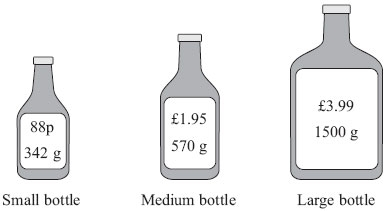 88p
342 g
£1.95
570 g
£3.99
1500 g
Small bottle
Medium bottle
Large bottle